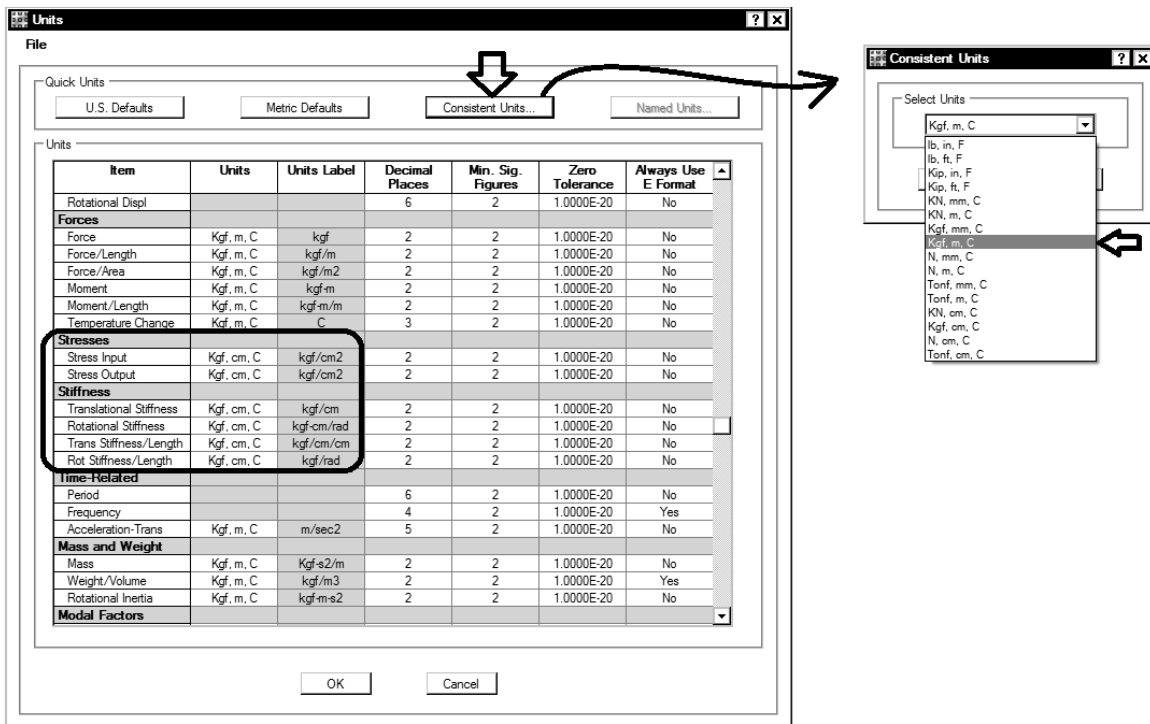 Units
File
Quick Units
U.S. Defaults Metric Defaults Consistent Units... Named Units...
Units
Item Units Units Label Decimal Places Min. Sig. Figures Zero Tolerance Always Use E Format
Rotational Displ 6 2 1.0000E-20 No
Forces
Force Kgf, m, C kgf 2 2 1.0000E-20 No
Force/Length Kgf, m, C kgf/m 2 2 1.0000E-20 No
Force/Area Kgf, m, C kgf/m2 2 2 1.0000E-20 No
Moment Kgf, m, C kgf-m 2 2 1.0000E-20 No
Moment/Length Kgf, m, C kgf-m/m 2 2 1.0000E-20 No
Temperature Change Kgf, m, C C 3 2 1.0000E-20 No
Stresses
Stress Input Kgf, cm, C kgf/cm2 2 2 1.0000E-20 No
Stress Output Kgf, cm, C kgf/cm2 2 2 1.0000E-20 No
Stiffness
Translational Stiffness Kgf, cm, C kgf/cm 2 2 1.0000E-20 No
Rotational Stiffness Kgf, cm, C kgf-cm/rad 2 2 1.0000E-20 No
Trans Stiffness/Length Kgf, cm, C kgf/cm/cm 2 2 1.0000E-20 No
Rot Stiffness/Length Kgf, cm, C kgf/rad 2 2 1.0000E-20 No
Time-Related
Period 6 2 1.0000E-20 No
Frequency 4 2 1.0000E-20 Yes
Acceleration-Trans Kgf, m, C m/sec2 5 2 1.0000E-20 No
Mass and Weight
Mass Kgf, m, C Kgf-s2/m 2 2 1.0000E-20 No
Weight/Volume Kgf, m, C kgf/m3 2 2 1.0000E-20 Yes
Rotational Inertia Kgf, m, C kgf-m-s2 2 2 1.0000E-20 No
Modal Factors
OK Cancel
Consistent Units
Select Units
Kgf, m, C
lb, in, F
lb, ft, F
Kip, in, F
Kip, ft, F
KN, mm, C
KN, m, C
Kgf, mm, C
Kgf, m, C
N, mm, C
N, m, C
Tonf, mm, C
Tonf, m, C
KN, cm, C
Kgf, cm, C
N, cm, C
Tonf, cm, C